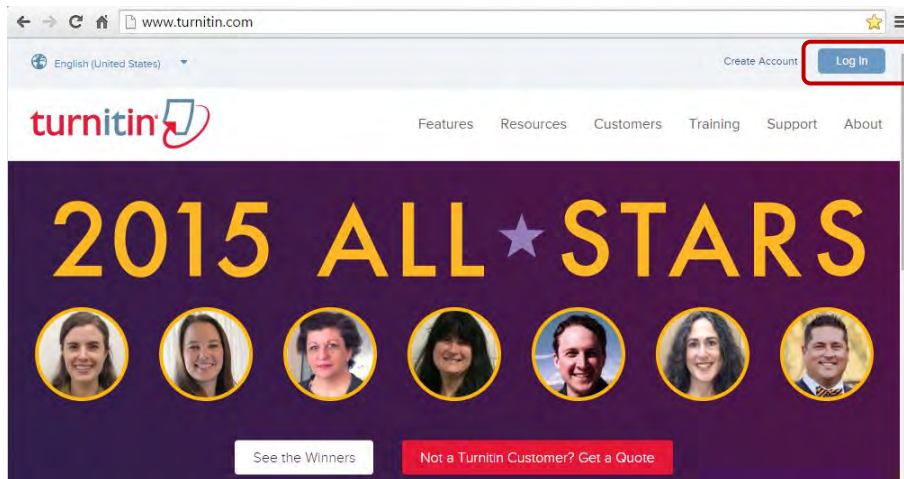 www.turnitin.com
English (United States)
Create Account
Log In
turnitin
Features Resources Customers Training Support About
2015 ALL★STARS
See the Winners
Not a Turnitin Customer? Get a Quote